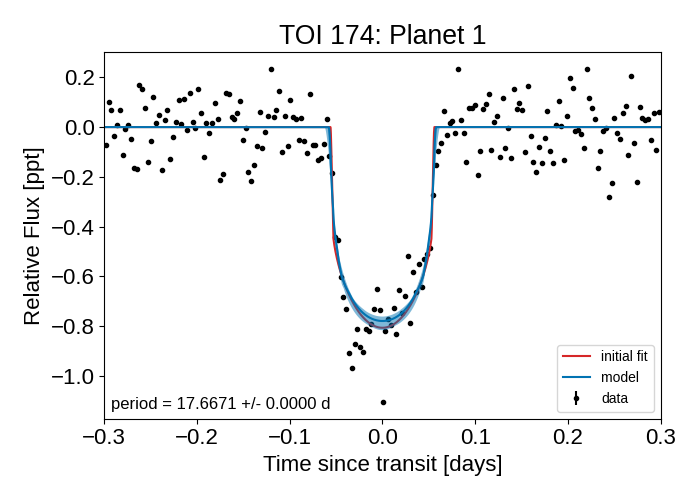 TOI 174: Planet 1
Relative Flux [ppt]
0.2
0.0
−0.2
−0.4
−0.6
−0.8
−1.0
period = 17.6671 +/- 0.0000 d
initial fit
model
data
−0.3
−0.2
−0.1
0.0
0.1
0.2
0.3
Time since transit [days]